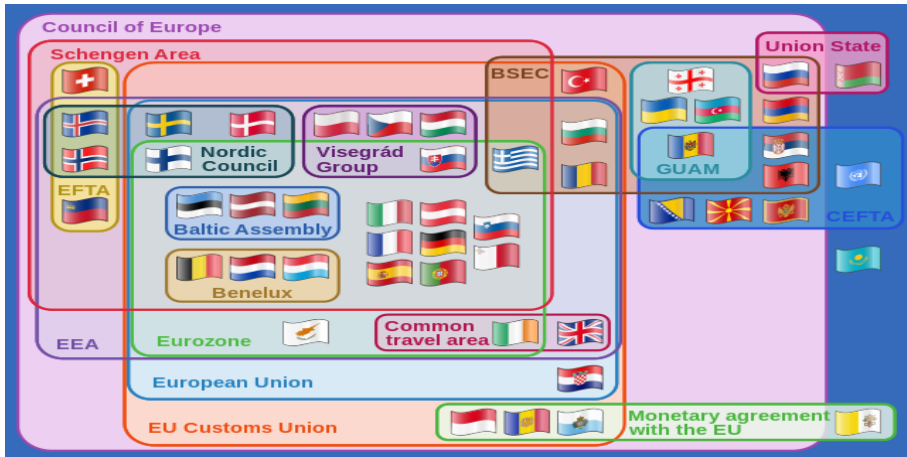 Council of Europe
Schengen Area
Union State
BSEC
Nordic
Council
Visegrád
Group
GUAM
EFTA
CEFTA
Baltic Assembly
Benelux
Common
travel area
EEA
Eurozone
European Union
EU Customs Union
Monetary agreement
with the EU